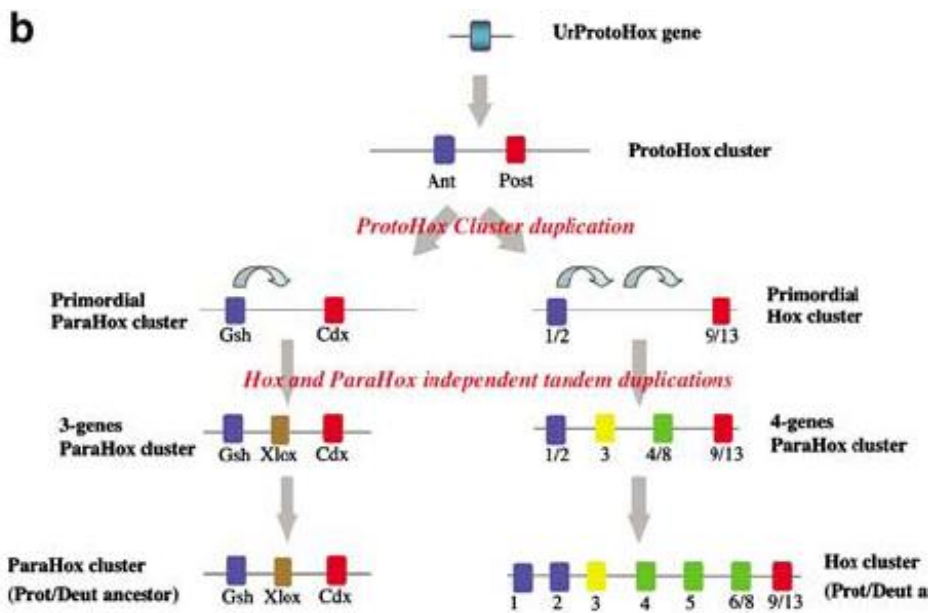 b
UrProtoHox gene
ProtoHox cluster
Ant Post
ProtoHox Cluster duplication
Primordial
ParaHox cluster
Gsh Cdx
1/2 9/13
Primordial
Hox cluster
Hox and ParaHox independent tandem duplications
3-genes
ParaHox cluster
Gsh Xlox Cdx
1/2 3 4/8 9/13
4-genes
ParaHox cluster
ParaHox cluster
(Prot/Deut ancestor)
Gsh Xlox Cdx
1 2 3 4 5 6/8 9/13
Hox cluster
(Prot/Deut a